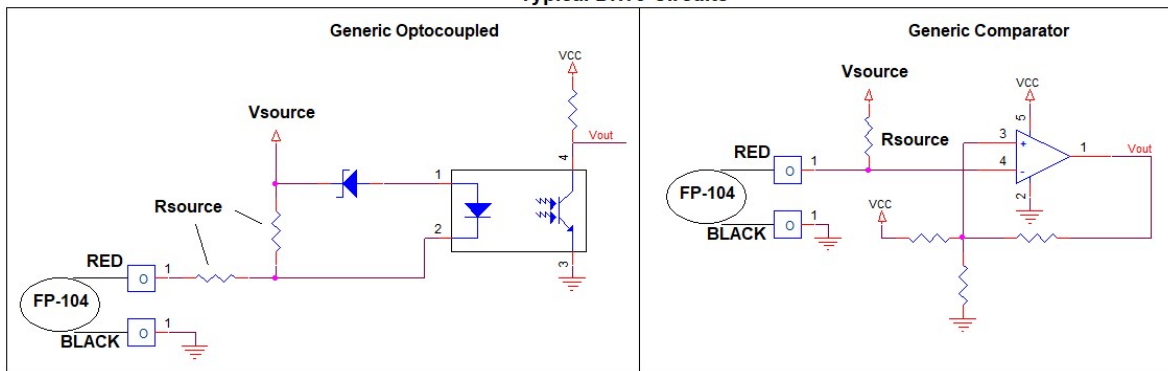 Generic Optocoupled
VCC
Vsource
Vout
4
1
Rsource
2
3
RED
1
O
FP-104
1
O
BLACK
Generic Comparator
Vsource
VCC
5
3
Rsource
+
RED
1
4
1
Vout
O
-
FP-104
2
VCC
1
O
BLACK